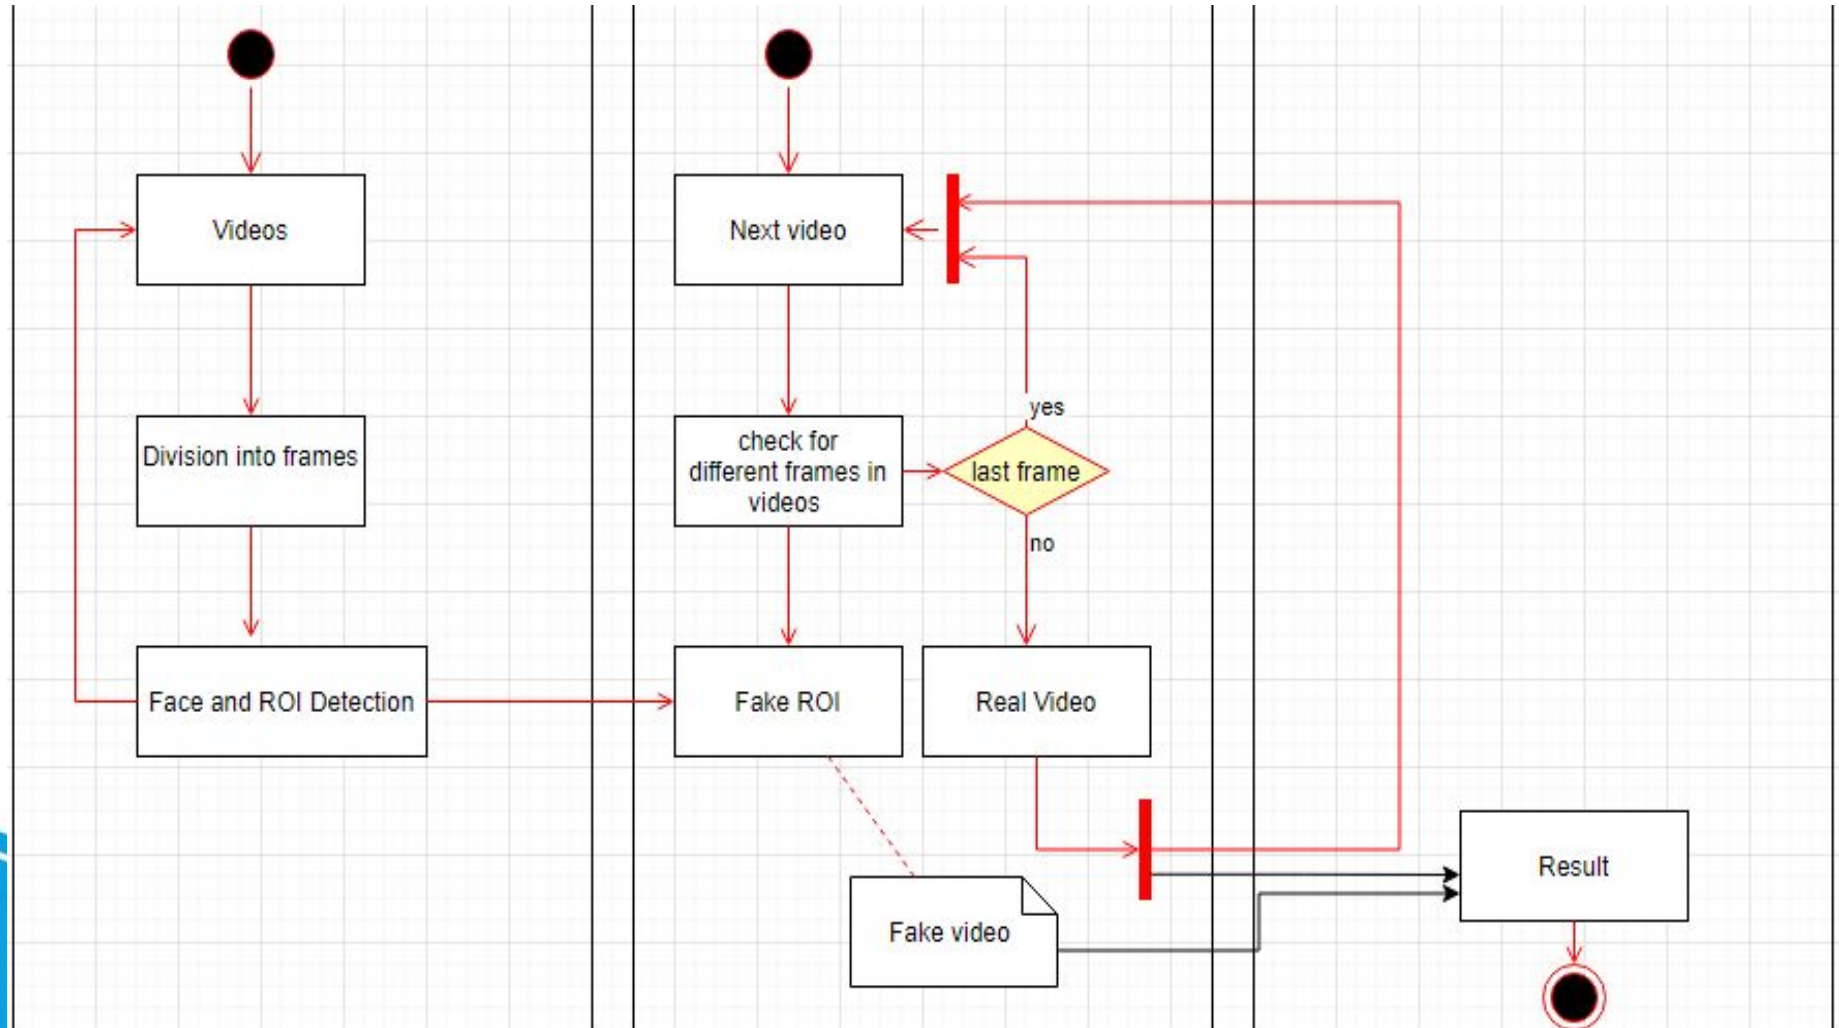 Videos
Next video
yes
Division into frames
check for
different frames in
videos
last frame
no
Face and ROI Detection
Fake ROI
Real Video
Result
Fake video